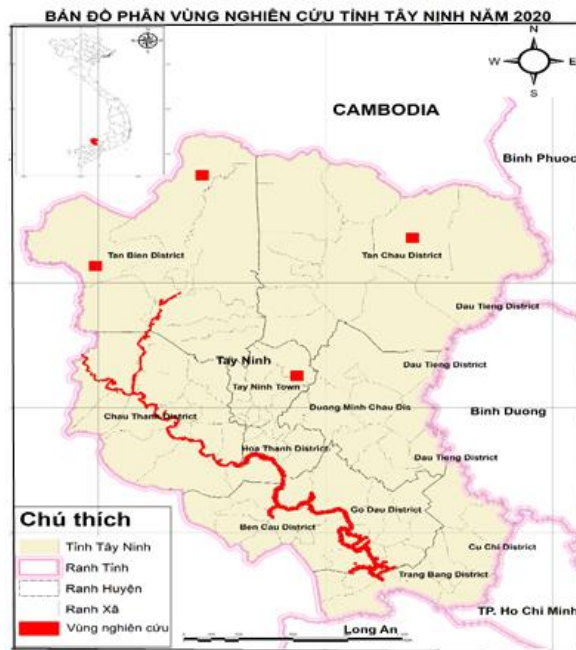 BẢN ĐỒ PHÂN VÙNG NGHIÊN CỨU TỈNH TÂY NINH NĂM 2020
N
W E
S
CAMBODIA
Binh Phuoc
Tan Bien District
Tan Chau District
Dau Tieng District
Tay Ninh
Dau Tieng District
Tay Ninh Town
Duong Minh Chau Dis
Binh Duong
Chau Thanh District
Hoa Thanh District
Dau Tieng District
Go Dau District
Ben Cau District
Cu Chi District
Trang Bang District
TP. Ho Chi Minh
Long An
Chú thích
Tỉnh Tây Ninh
Ranh Tỉnh
Ranh Huyện
Ranh Xã
Vùng nghiên cứu